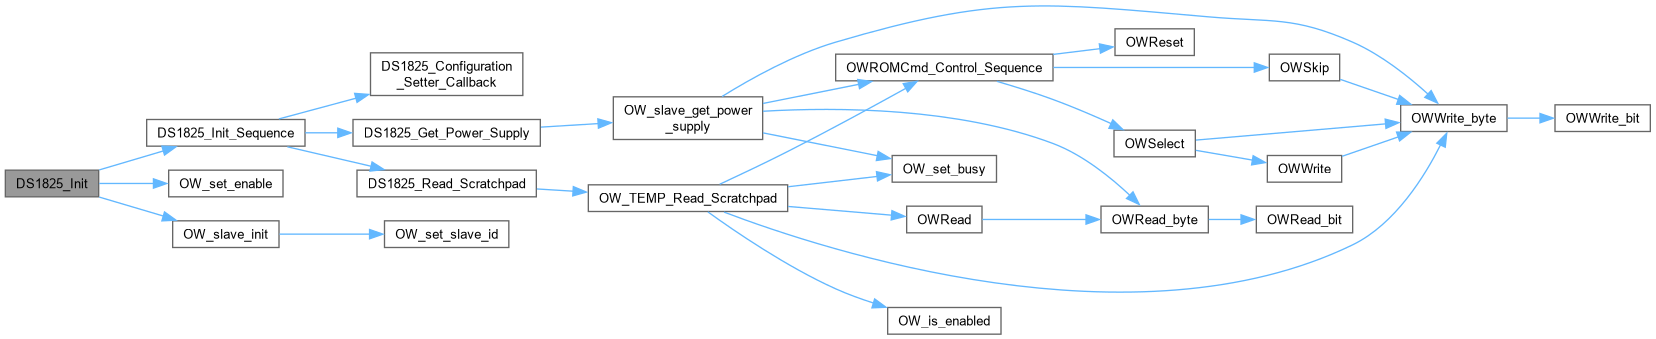 DS1825_Init
DS1825_Init_Sequence
OW_set_enable
OW_slave_init
DS1825_Configuration
_Setter_Callback
DS1825_Get_Power_Supply
DS1825_Read_Scratchpad
OW_set_slave_id
OW_slave_get_power
_supply
OW_TEMP_Read_Scratchpad
OWROMCmd_Control_Sequence
OW_set_busy
OWRead
OW_is_enabled
OWReset
OWSelect
OWRead_byte
OWSkip
OWWrite
OWRead_bit
OWWrite_byte
OWWrite_bit